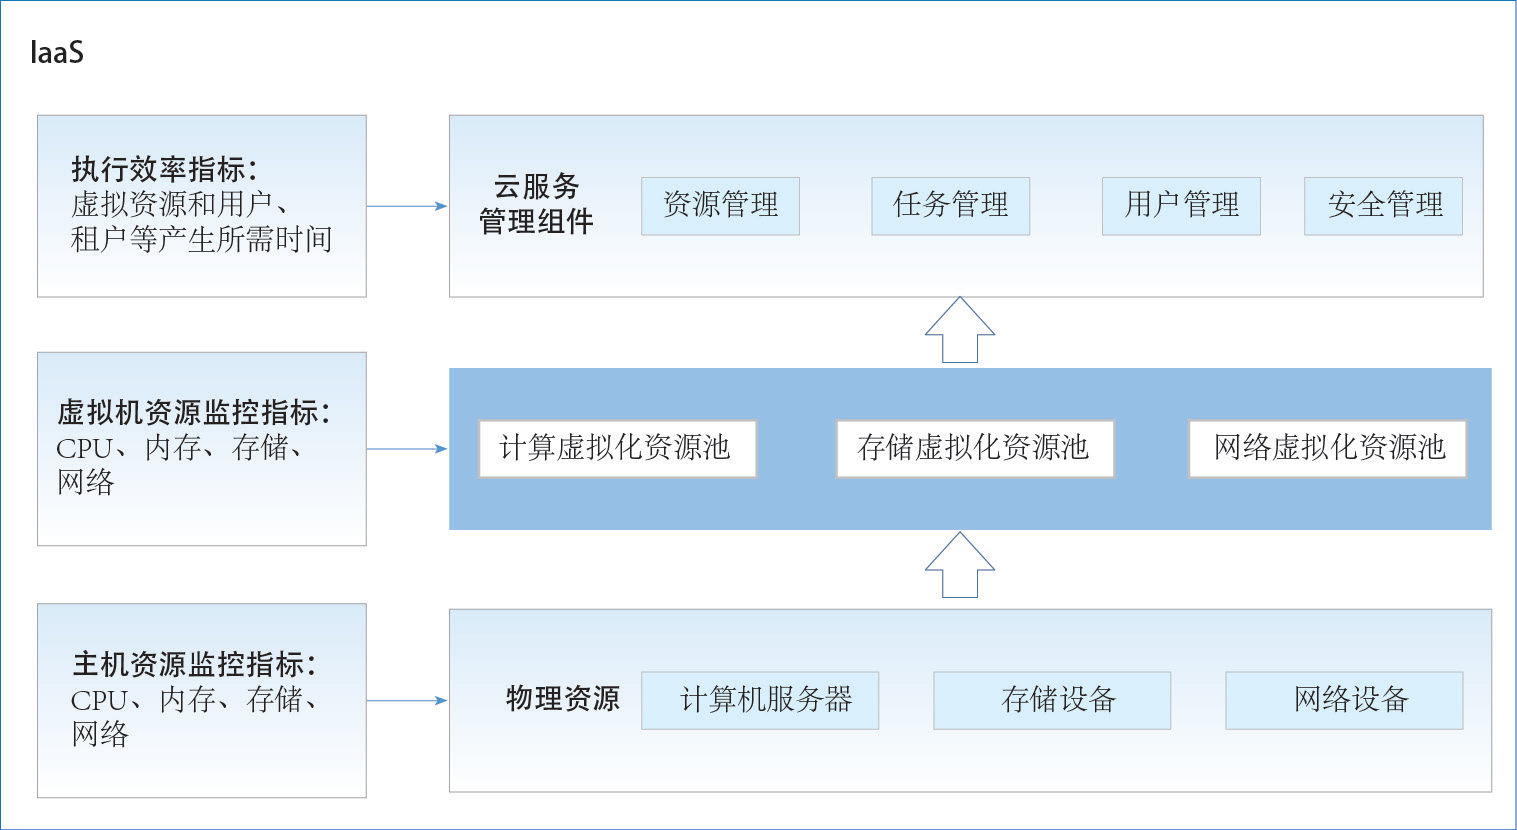 IaaS
执行效率指标：
虚拟资源和用户、
租户等产生所需时间
云服务
管理组件
资源管理
任务管理
用户管理
安全管理
虚拟机资源监控指标：
CPU、内存、存储、
网络
计算虚拟化资源池
存储虚拟化资源池
网络虚拟化资源池
主机资源监控指标：
CPU、内存、存储、
网络
物理资源
计算机服务器
存储设备
网络设备